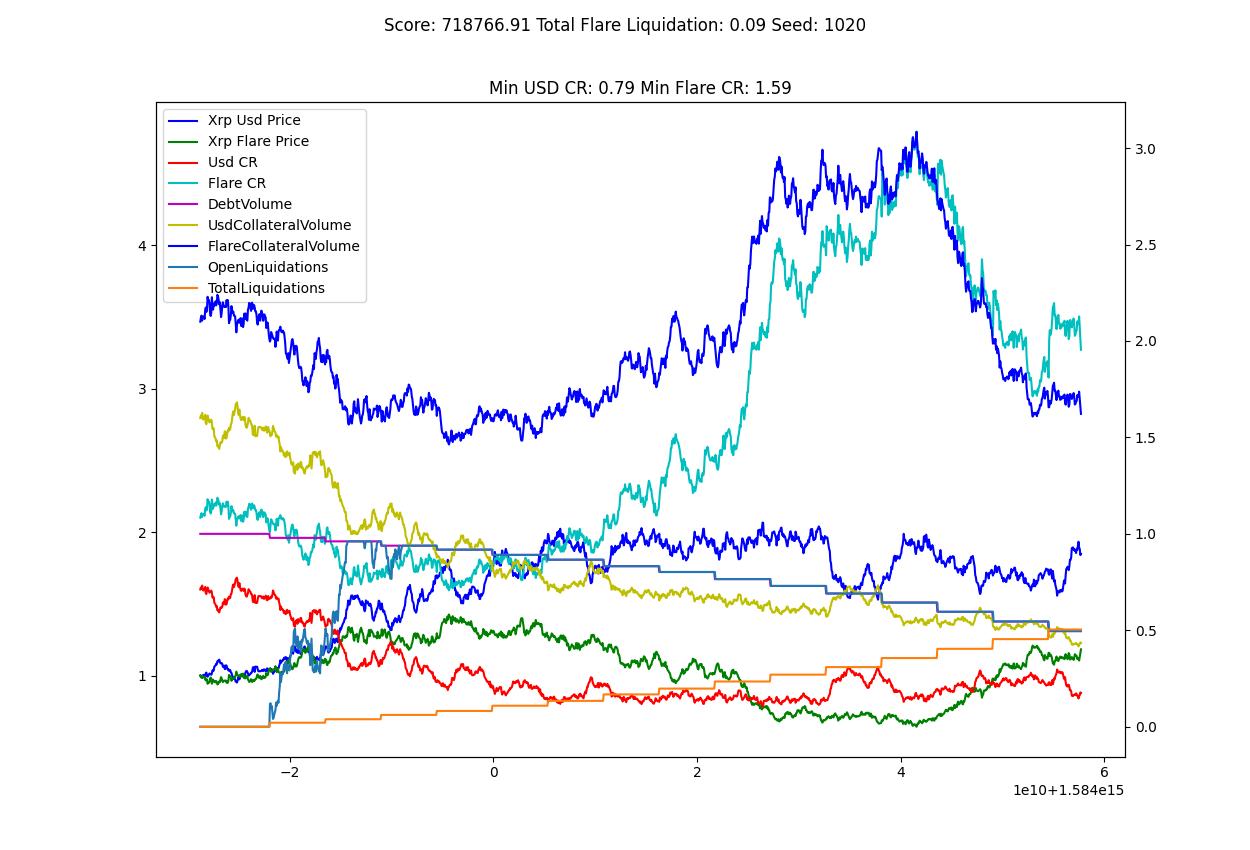 Score: 718766.91 Total Flare Liquidation: 0.09 Seed: 1020
Min USD CR: 0.79 Min Flare CR: 1.59
Xrp Usd Price
Xrp Flare Price
Usd CR
Flare CR
DebtVolume
UsdCollateralVolume
FlareCollateralVolume
OpenLiquidations
TotalLiquidations
4
3
2
1
3.0
2.5
2.0
1.5
1.0
0.5
0.0
−2
0
2
4
6
1e10+1.584e15